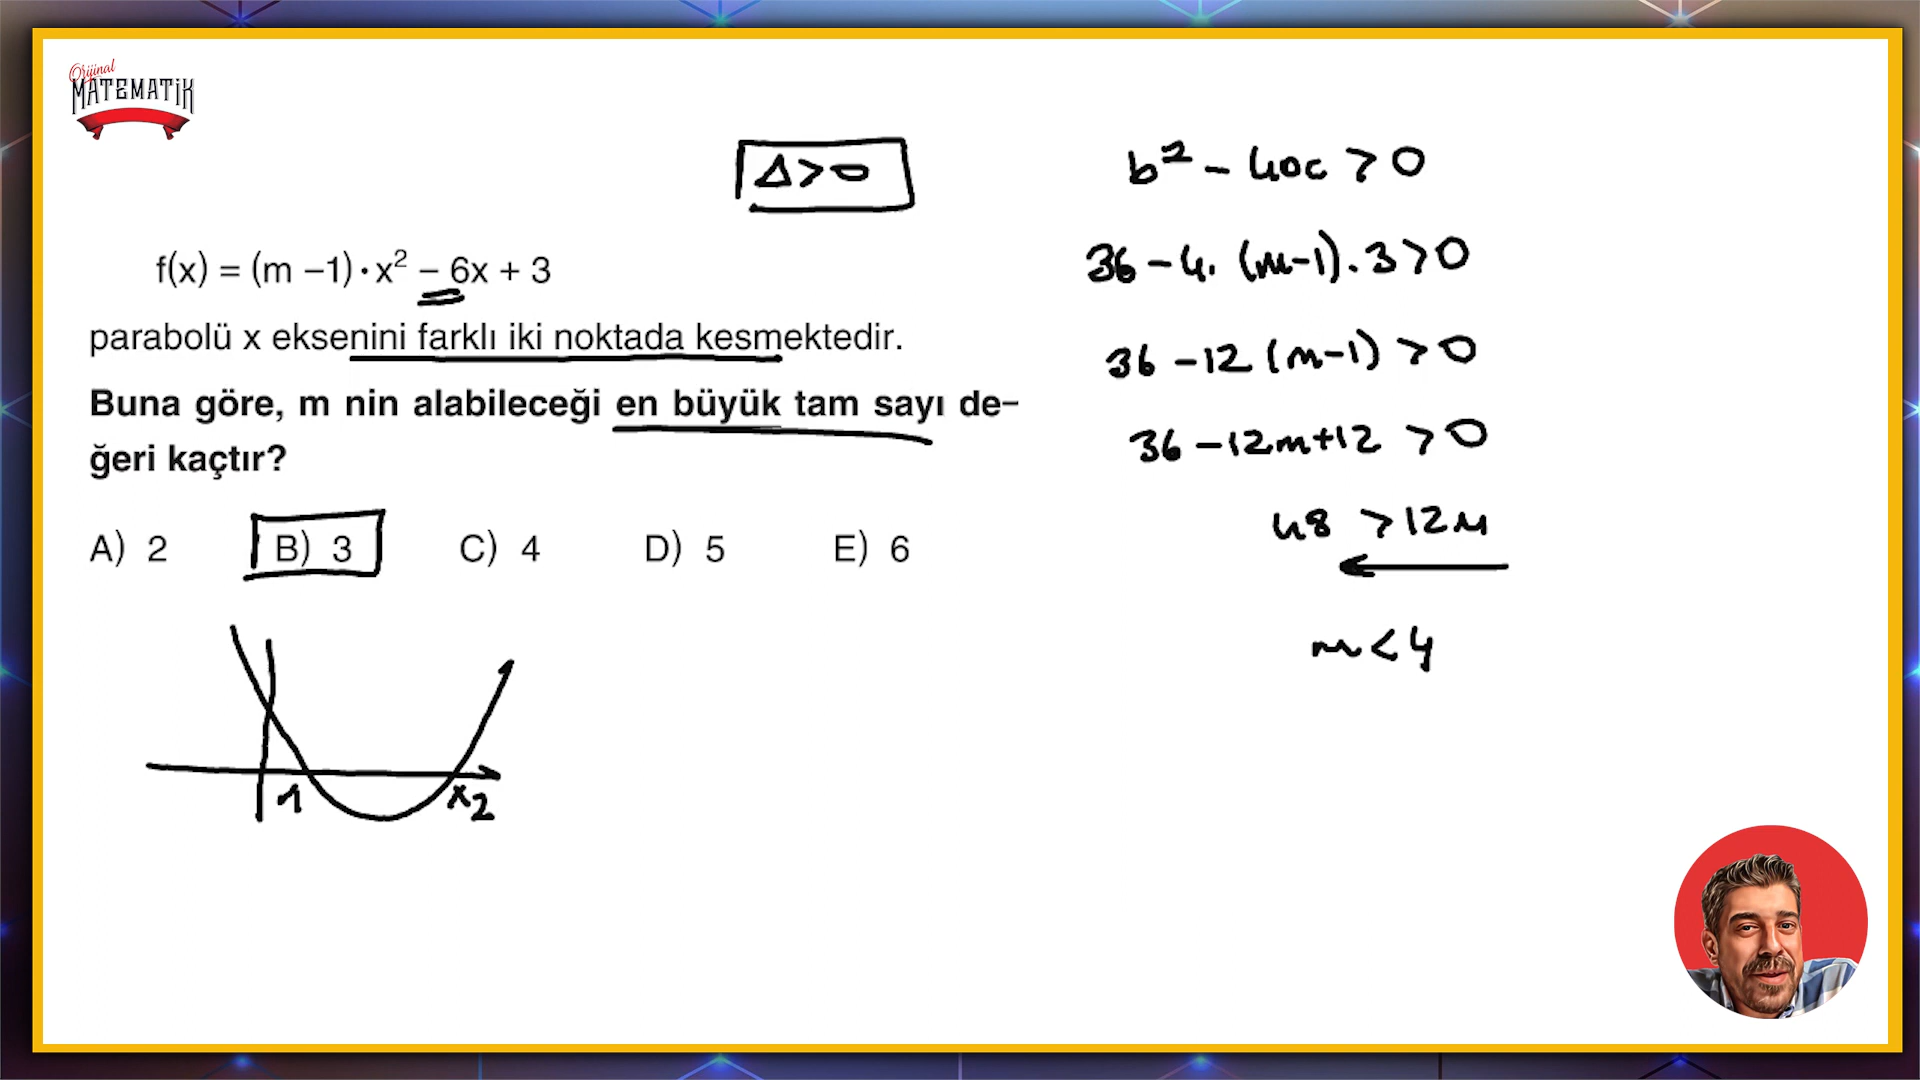 Orijinal
MATEMATİK
Δ>0
f(x) = (m –1)·x² – 6x + 3
parabolü x eksenini farklı iki noktada kesmektedir.
Buna göre, m nin alabileceği en büyük tam sayı de–
ğeri kaçtır?
A) 2 B) 3 C) 4 D) 5 E) 6
1 x2
b² - 4ac > 0
36 - 4. (m-1). 3 > 0
36 - 12 (m-1) > 0
36 - 12m + 12 > 0
48 > 12m
m < 4